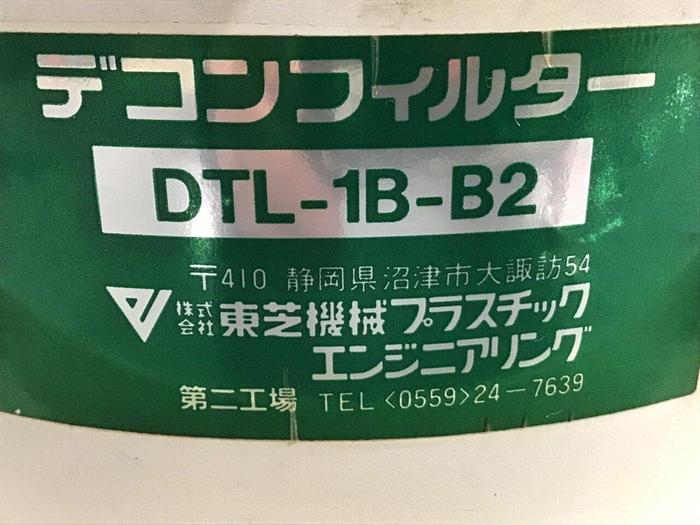 デコンフィルター
DTL-1B-B2
〒410 静岡県沼津市大諏訪54
株式会社 東芝機械プラスチック
エンジニアリング
第二工場 TEL <0559>24-7639